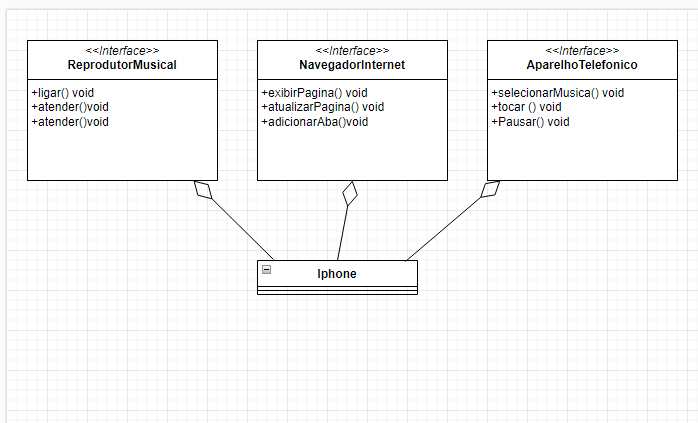 <<Interface>>
ReprodutorMusical
+ligar() void
+atender()void
+atender()void
<<Interface>>
NavegadorInternet
+exibirPagina() void
+atualizarPagina() void
+adicionarAba()void
<<Interface>>
AparelhoTelefonico
+selecionarMusica() void
+tocar () void
+Pausar() void
Iphone